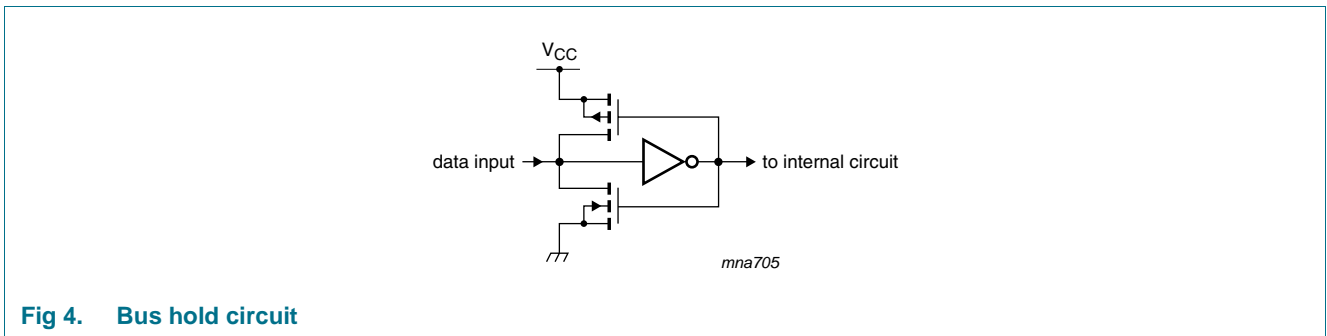 VCC
data input
to internal circuit
mna705
Fig 4. Bus hold circuit